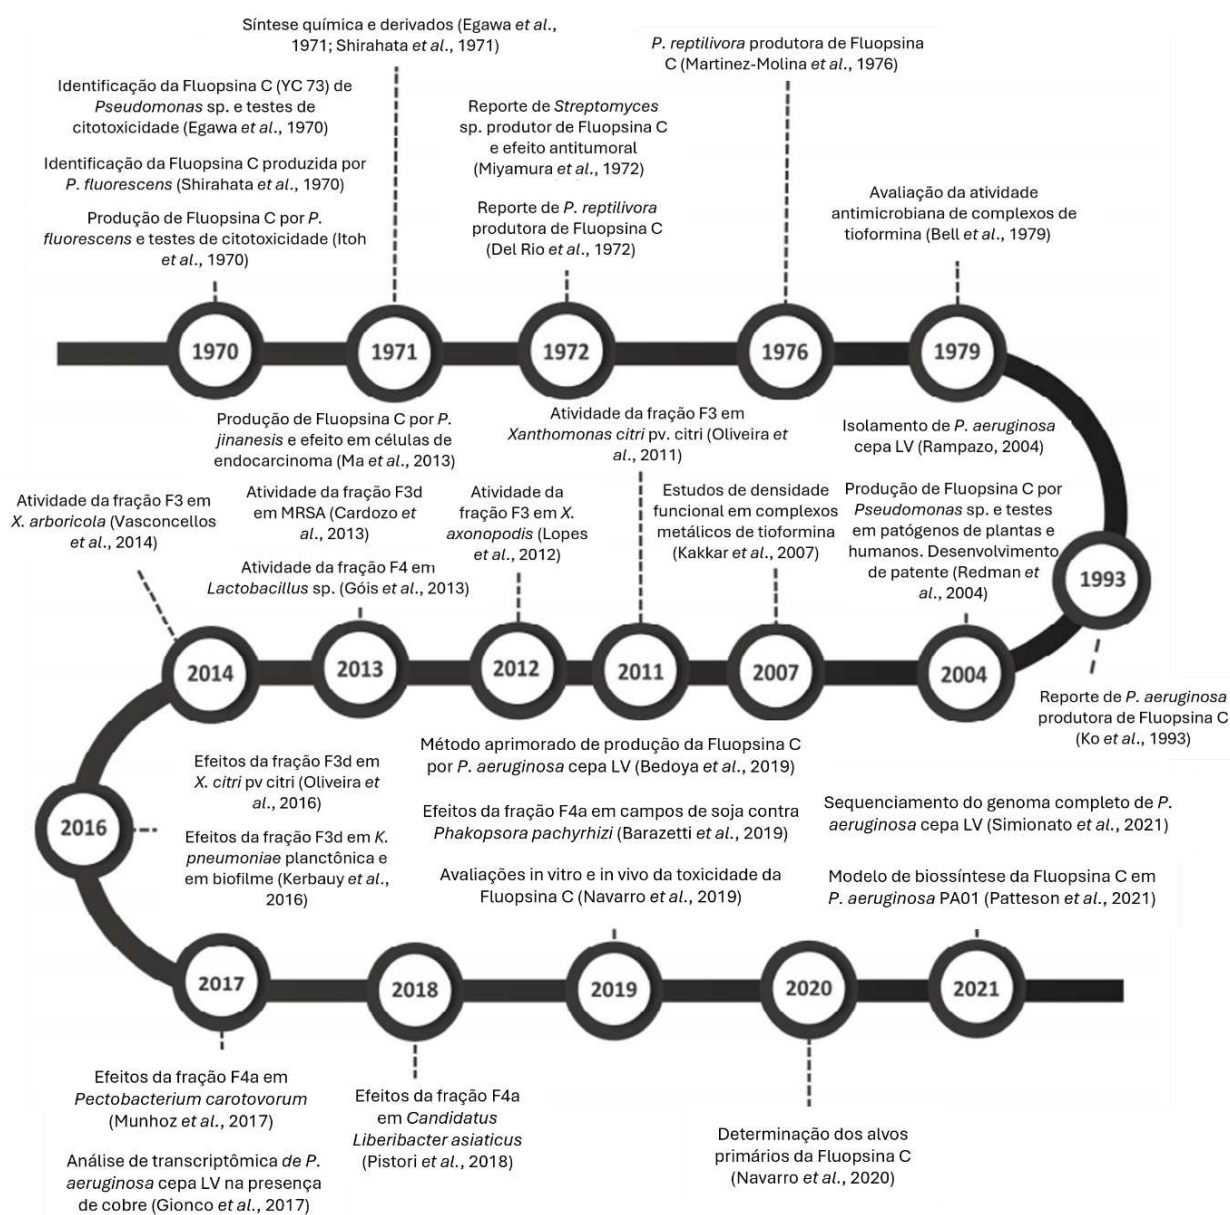 Síntese química e derivados (Egawa et al.,
1971; Shirahata et al., 1971)
P. reptilivora produtora de Fluopsina
C (Martinez-Molina et al., 1976)
Identificação da Fluopsina C (YC 73) de
Pseudomonas sp. e testes de
citotoxicidade (Egawa et al., 1970)
Identificação da Fluopsina C produzida por
P. fluorescens (Shirahata et al., 1970)
Produção de Fluopsina C por P.
fluorescens e testes de citotoxicidade (Itoh
et al., 1970)
Reporte de Streptomyces
sp. produtor de Fluopsina C
e efeito antitumoral
(Miyamura et al., 1972)
Reporte de P. reptilivora
produtora de Fluopsina C
(Del Rio et al., 1972)
Avaliação da atividade
antimicrobiana de complexos de
tioformina (Bell et al., 1979)
1970
1971
1972
1976
1979
Produção de Fluopsina C por P.
jinanesis e efeito em células de
endocarcinoma (Ma et al., 2013)
Atividade da fração F3 em
Xanthomonas citri pv. citri (Oliveira et
al., 2011)
Isolamento de P. aeruginosa
cepa LV (Rampazo, 2004)
Atividade da fração F3 em
X. arboricola (Vasconcellos
et al., 2014)
Atividade da fração F3d
em MRSA (Cardozo et
al., 2013)
Atividade da fração F4 em
Lactobacillus sp. (Góis et al., 2013)
Atividade da
fração F3 em X.
axonopodis (Lopes
et al., 2012)
Estudos de densidade
funcional em complexos
metálicos de tioformina
(Kakkar et al., 2007)
Produção de Fluopsina C por
Pseudomonas sp. e testes
em patógenos de plantas e
humanos. Desenvolvimento
de patente (Redman et
al., 2004)
1993
2014
2013
2012
2011
2007
2004
Reporte de P. aeruginosa
produtora de Fluopsina C
(Ko et al., 1993)
Efeitos da fração F3d em
X. citri pv citri (Oliveira et
al., 2016)
2016
Efeitos da fração F3d em K.
pneumoniae planctônica e
em biofilme (Kerbauy et al.,
2016)
Método aprimorado de produção da Fluopsina C
por P. aeruginosa cepa LV (Bedoya et al., 2019)
Efeitos da fração F4a em campos de soja contra
Phakopsora pachyrhizi (Barazetti et al., 2019)
Avaliações in vitro e in vivo da toxicidade da
Fluopsina C (Navarro et al., 2019)
Sequenciamento do genoma completo de P.
aeruginosa cepa LV (Simionato et al., 2021)
Modelo de biossíntese da Fluopsina C em
P. aeruginosa PA01 (Patteson et al., 2021)
2017
2018
2019
2020
2021
Efeitos da fração F4a em
Pectobacterium carotovorum
(Munhoz et al., 2017)
Análise de transcriptômica de P.
aeruginosa cepa LV na presença
de cobre (Gionco et al., 2017)
Efeitos da fração F4a
em Candidatus
Liberibacter asiaticus
(Pistori et al., 2018)
Determinação dos alvos
primários da Fluopsina C
(Navarro et al., 2020)